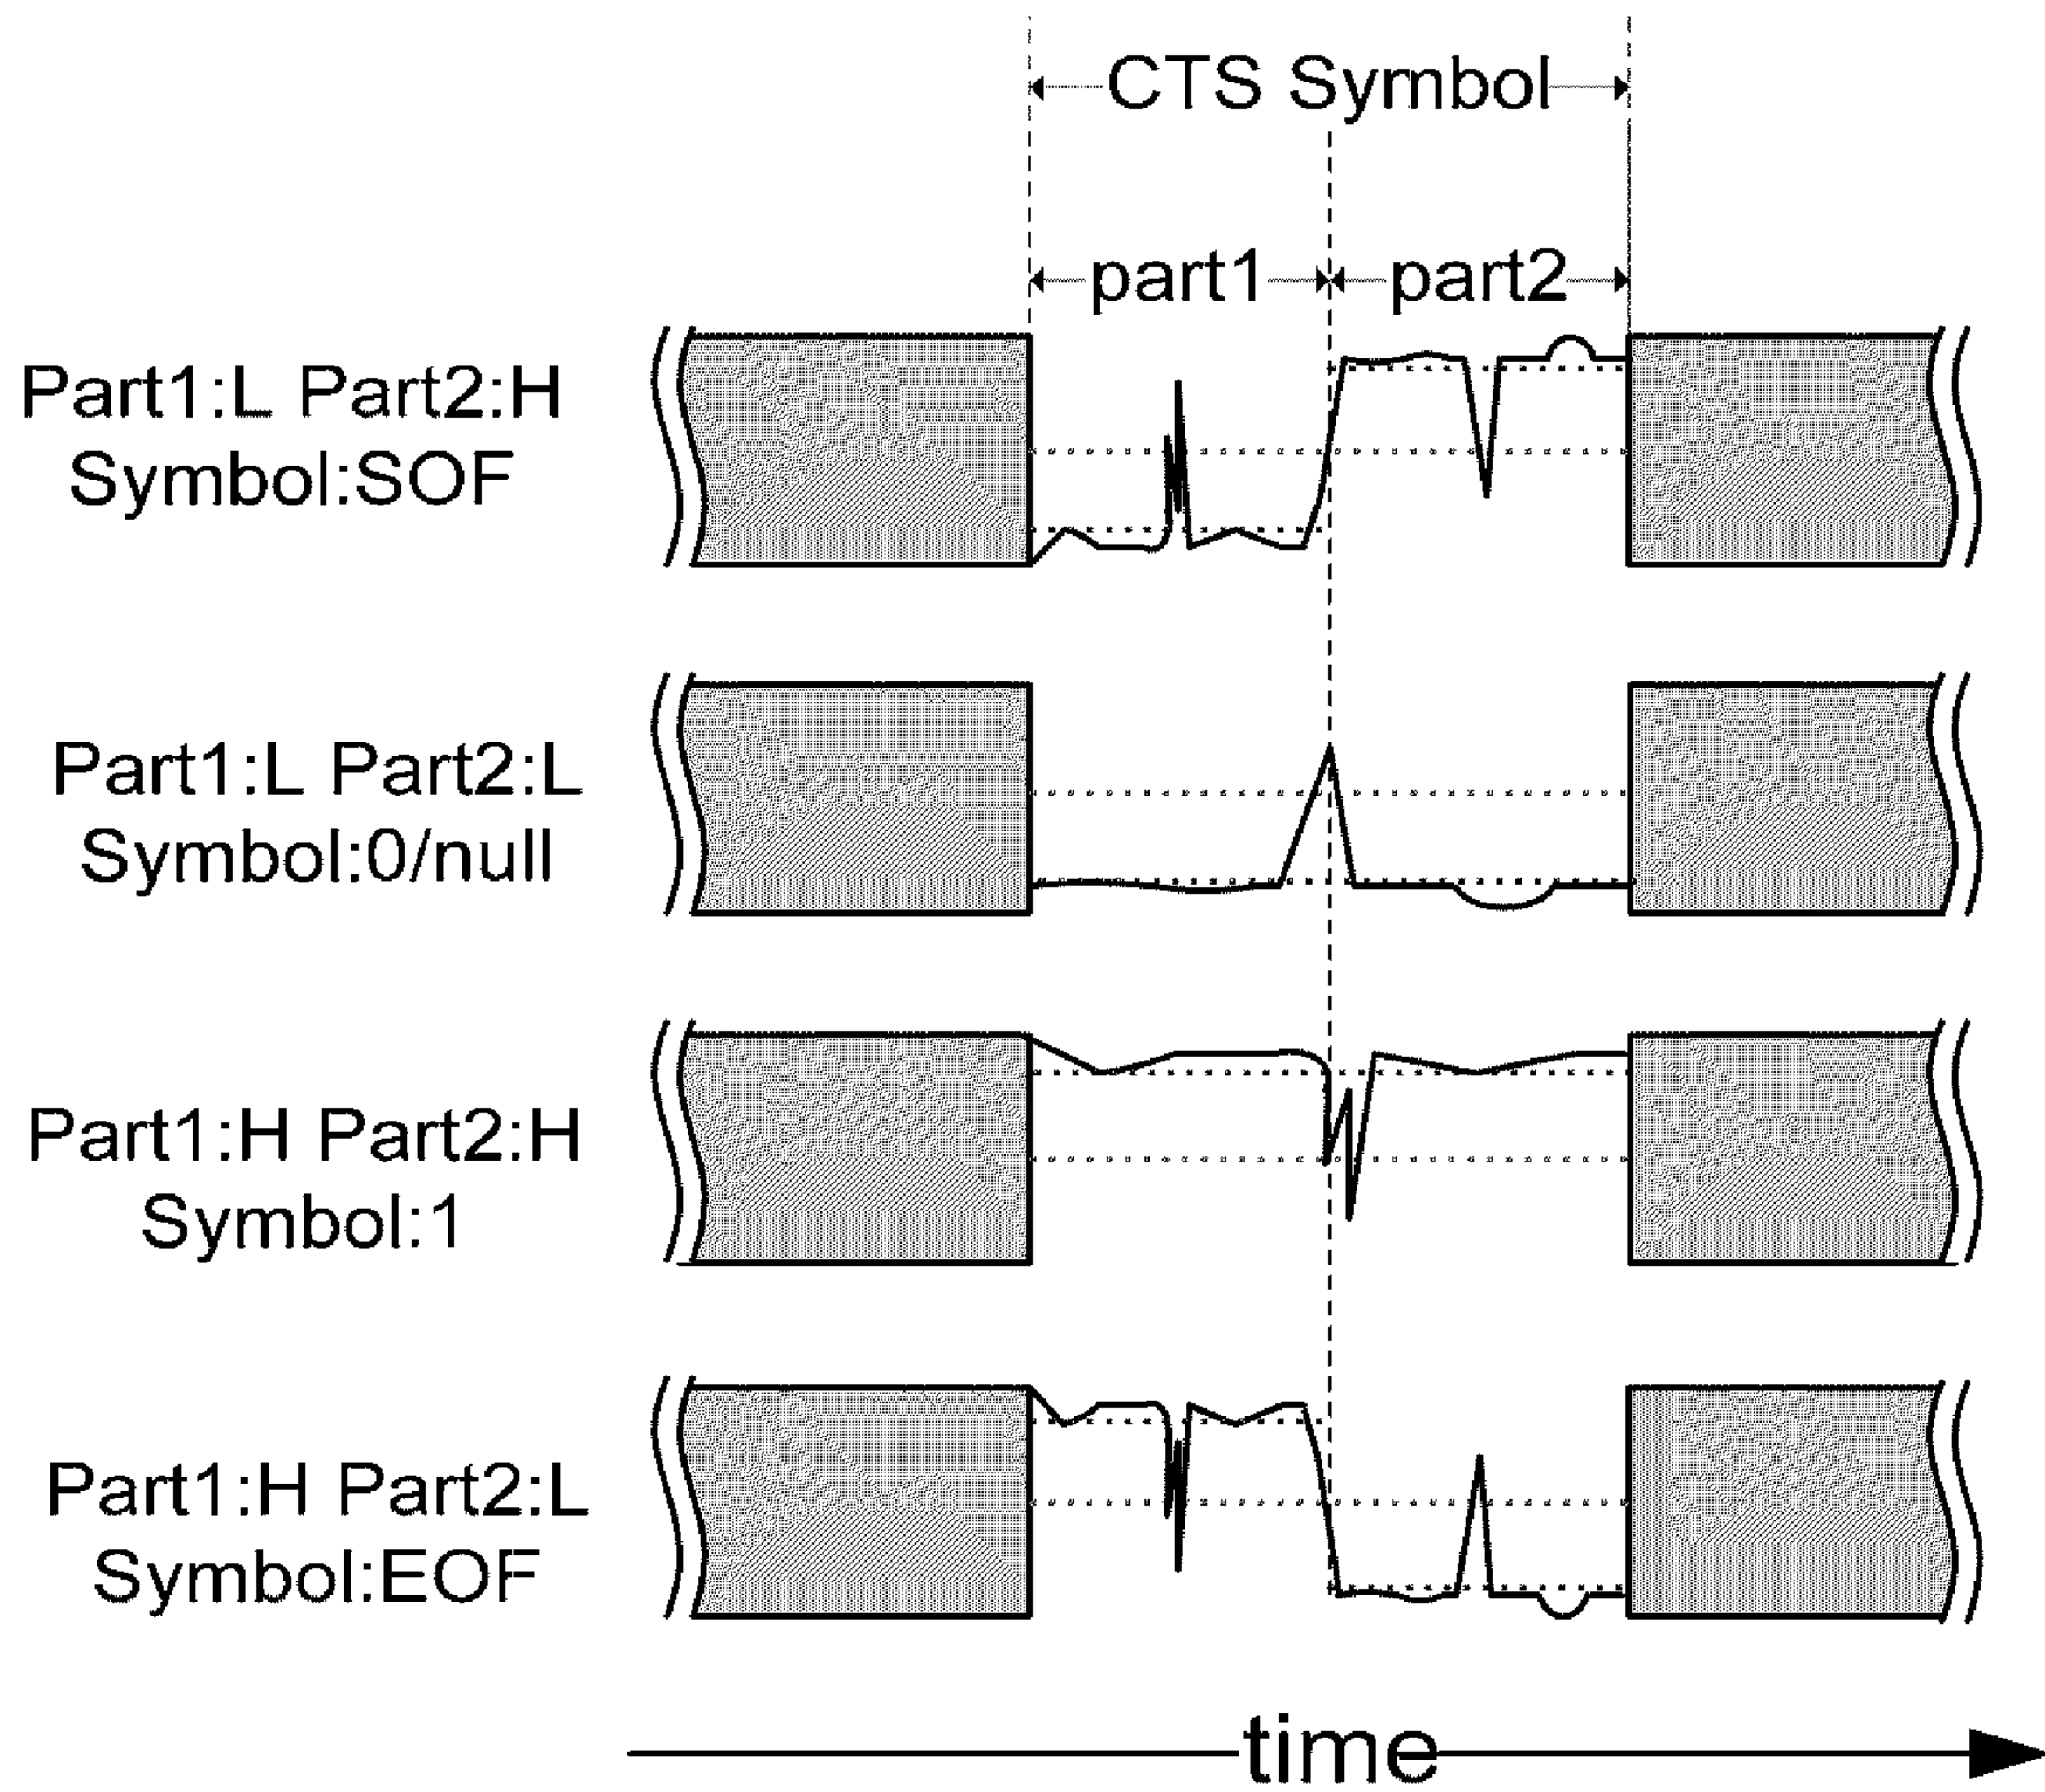 CTS Symbol
part1 part2
Part1:L Part2:H
Symbol:SOF
Part1:L Part2:L
Symbol:0/null
Part1:H Part2:H
Symbol:1
Part1:H Part2:L
Symbol:EOF
time